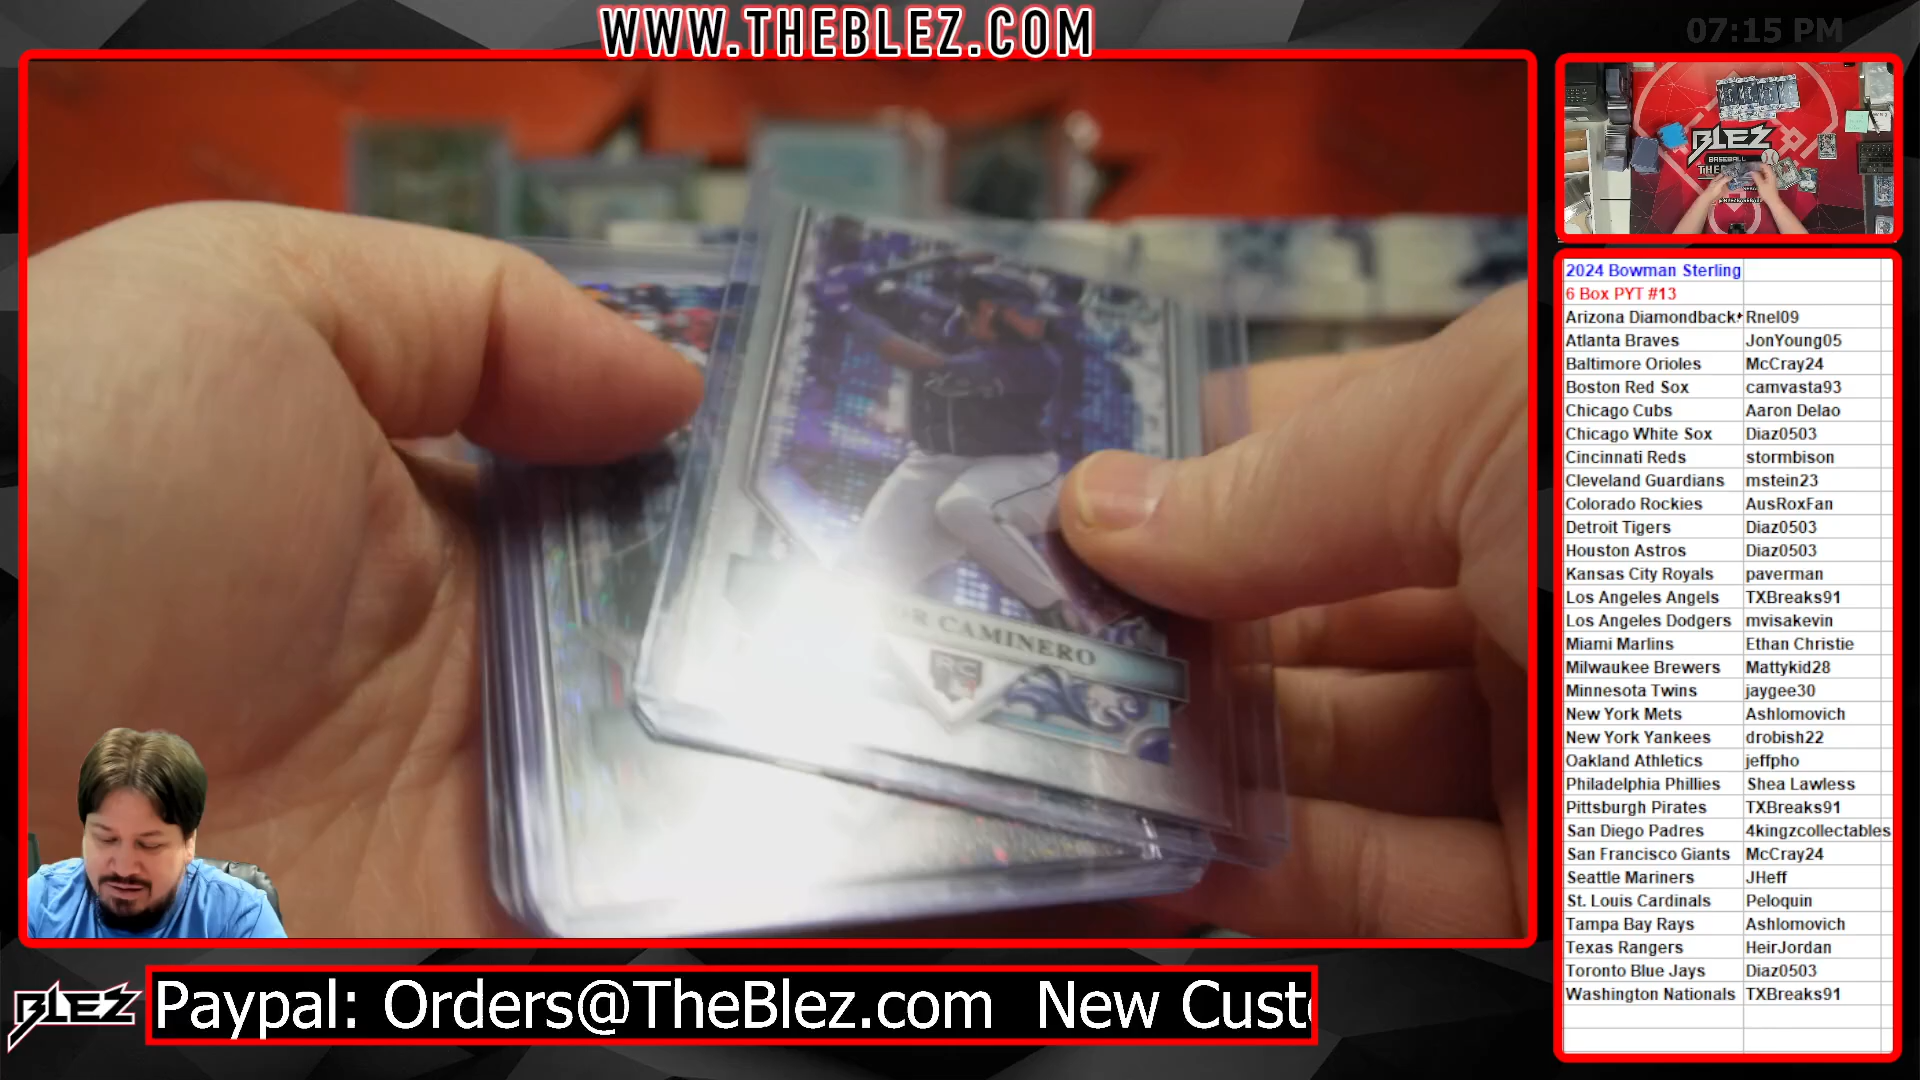 WWW.THEBLEZ.COM
07:15 PM
BLEZ
BASEBALL
2024 Bowman Sterling
6 Box PYT #13
Arizona Diamondback Rnel09
Atlanta Braves JonYoung05
Baltimore Orioles McCray24
Boston Red Sox camvasta93
Chicago Cubs Aaron Delao
Chicago White Sox Diaz0503
Cincinnati Reds stormbison
Cleveland Guardians mstein23
Colorado Rockies AusRoxFan
Detroit Tigers Diaz0503
Houston Astros Diaz0503
Kansas City Royals paverman
Los Angeles Angels TXBreaks91
Los Angeles Dodgers mvisakevin
Miami Marlins Ethan Christie
Milwaukee Brewers Mattykid28
Minnesota Twins jaygee30
New York Mets Ashlomovich
New York Yankees drobish22
Oakland Athletics jeffpho
Philadelphia Phillies Shea Lawless
Pittsburgh Pirates TXBreaks91
San Diego Padres 4kingzcollectables
San Francisco Giants McCray24
Seattle Mariners JHeff
St. Louis Cardinals Peloquin
Tampa Bay Rays Ashlomovich
Texas Rangers HeirJordan
Toronto Blue Jays Diaz0503
Washington Nationals TXBreaks91
OR CAMINERO
RC
BLEZ
Paypal: Orders@TheBlez.com New Custo